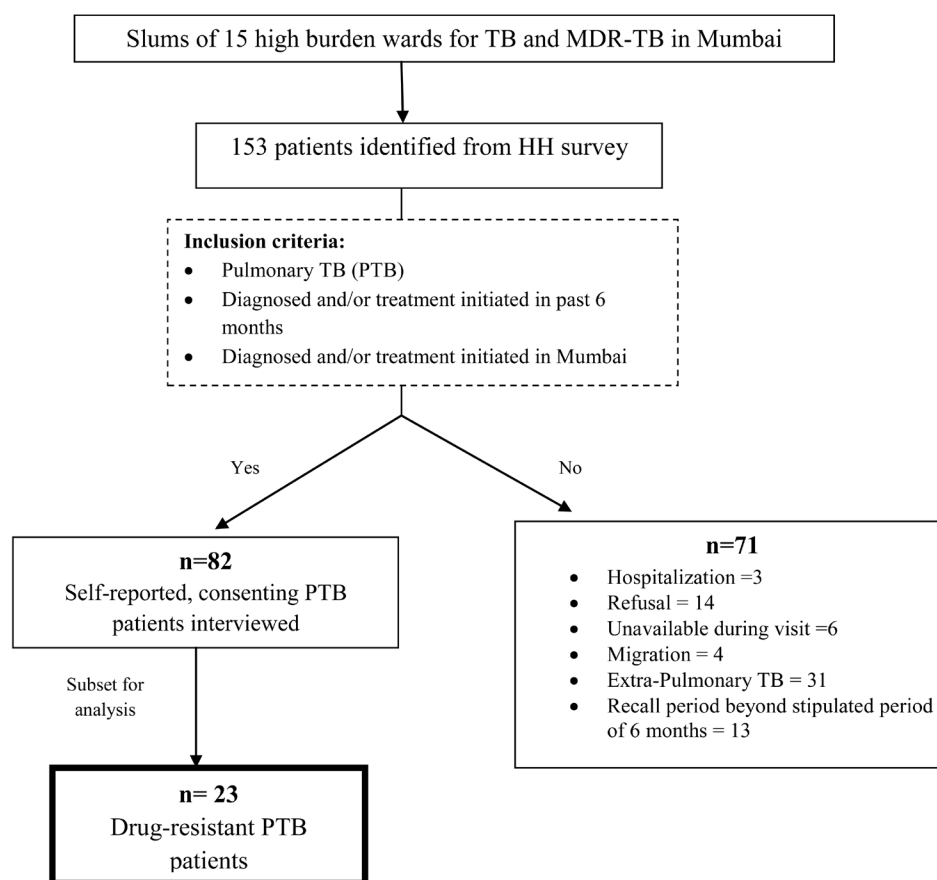 Slums of 15 high burden wards for TB and MDR-TB in Mumbai
153 patients identified from HH survey
Inclusion criteria:
• Pulmonary TB (PTB)
• Diagnosed and/or treatment initiated in past 6
months
• Diagnosed and/or treatment initiated in Mumbai
Yes
No
n=82
Self-reported, consenting PTB
patients interviewed
n=71
• Hospitalization =3
• Refusal = 14
• Unavailable during visit =6
• Migration = 4
• Extra-Pulmonary TB = 31
• Recall period beyond stipulated period
of 6 months = 13
Subset for
analysis
n= 23
Drug-resistant PTB
patients